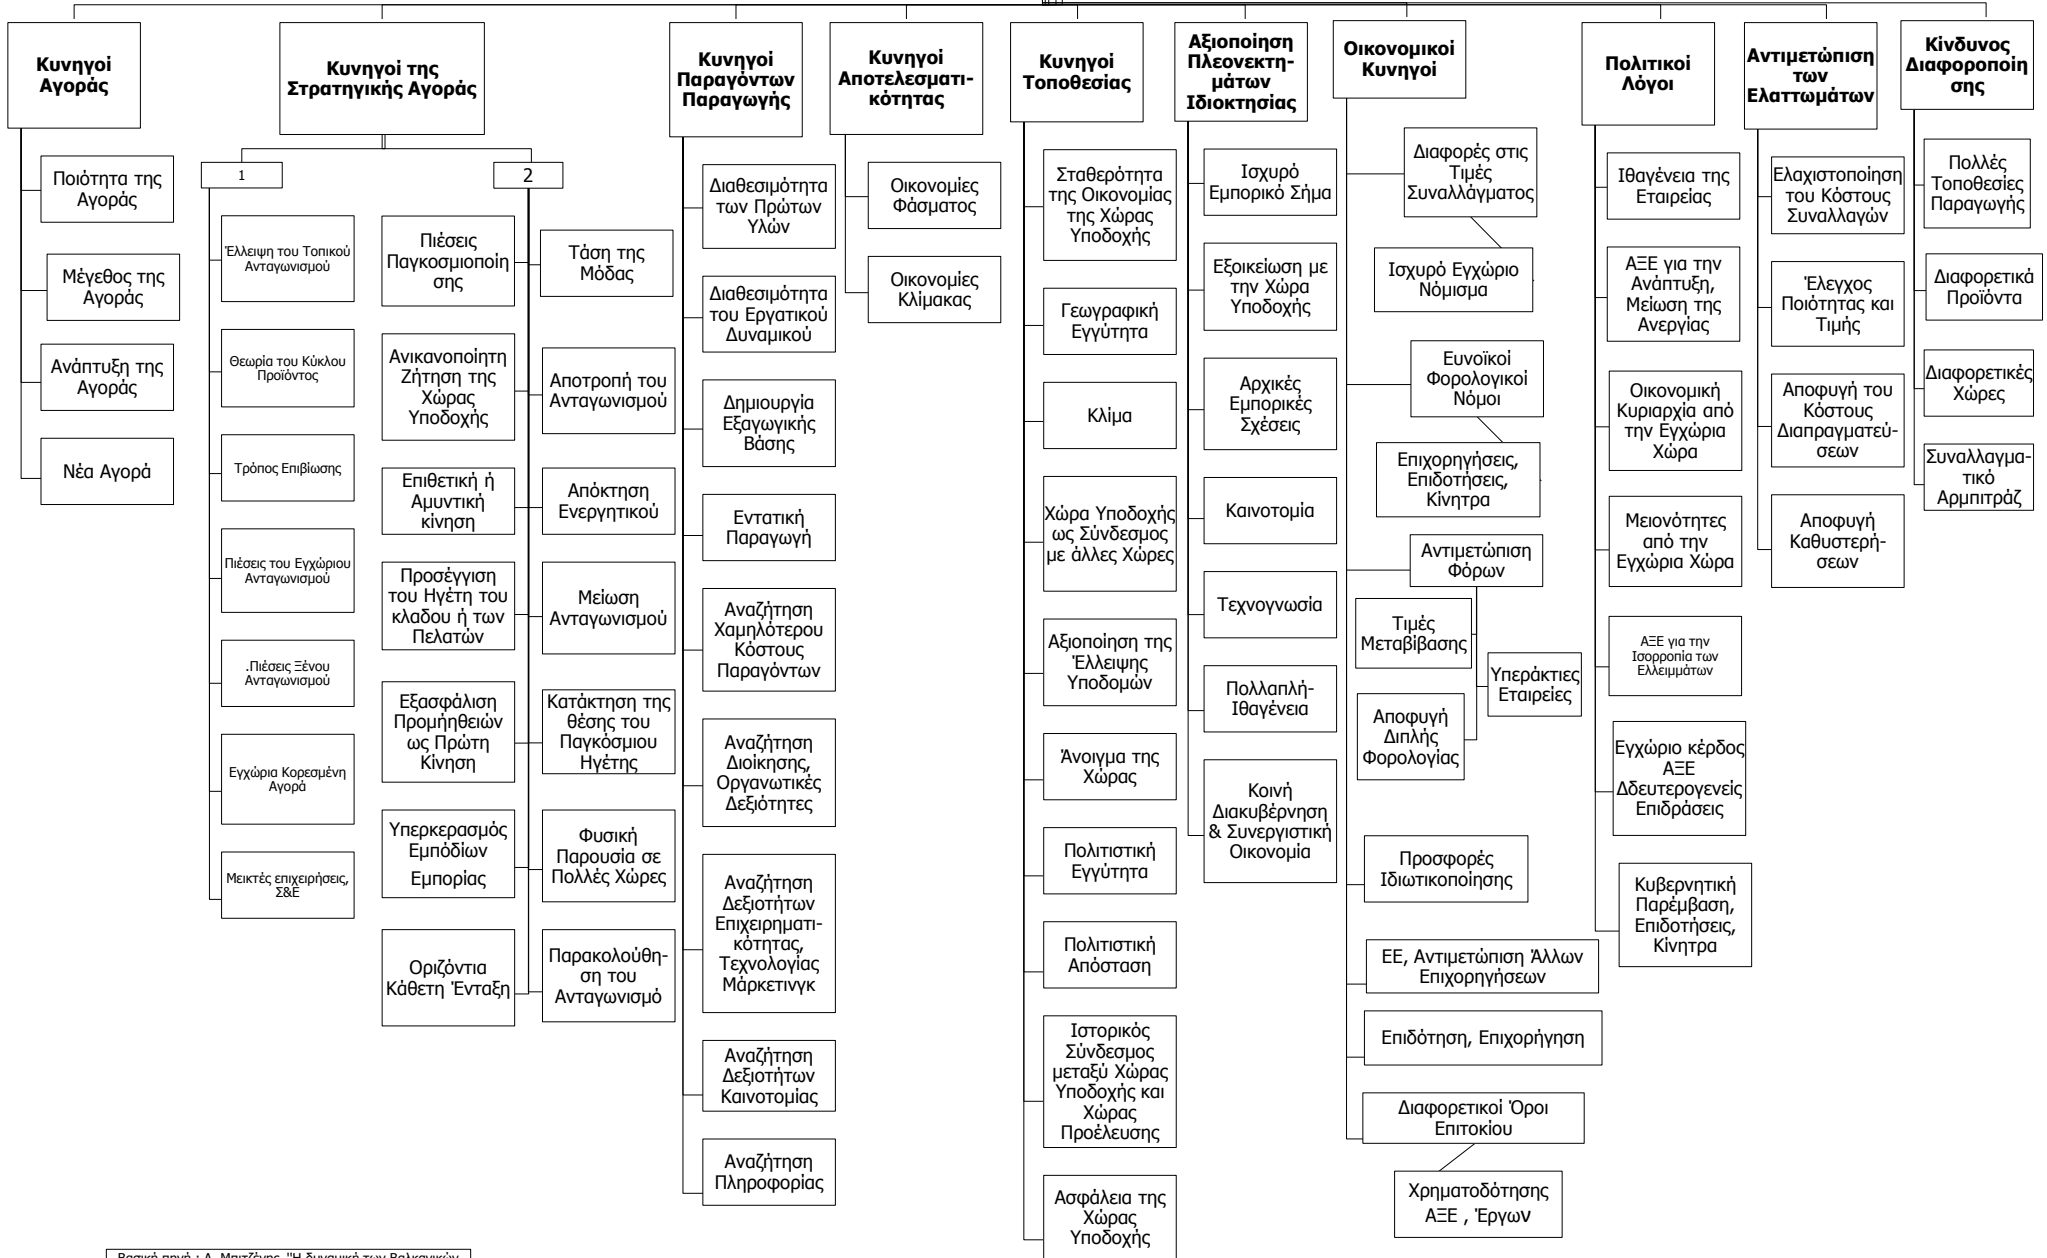 Κυνηγοί
Αγοράς
Ποιότητα της
Αγοράς
Μέγεθος της
Αγοράς
Ανάπτυξη της
Αγοράς
Νέα Αγορά
Κυνηγοί της
Στρατηγικής Αγοράς
1
Έλλειψη του Τοπικού
Ανταγωνισμού
Θεωρία του Κύκλου
Προϊόντος
Τρόπος Επιβίωσης
Πιέσεις του Εγχώριου
Ανταγωνισμού
.Πιέσεις Ξένου
Ανταγωνισμού
Εγχώρια Κορεσμένη
Αγορά
Μεικτές επιχειρήσεις,
Σ&Ε
2
Πιέσεις
Παγκοσμιοποίη
σης
Ανικανοποίητη
Ζήτηση της
Χώρας
Υποδοχής
Επιθετική ή
Αμυντική
κίνηση
Προσέγγιση
του Ηγέτη του
κλαδου ή των
Πελατών
Εξασφάλιση
Προμήηθειών
ως Πρώτη
Κίνηση
Υπερκερασμός
Εμπόδίων
Εμπορίας
Οριζόντια
Κάθετη Ένταξη
Τάση της
Μόδας
Αποτροπή του
Ανταγωνισμού
Απόκτηση
Ενεργητικού
Μείωση
Ανταγωνισμού
Κατάκτηση της
θέσης του
Παγκόσμιου
Ηγέτης
Φυσική
Παρουσία σε
Πολλές Χώρες
Παρακολούθη-
ση του
Ανταγωνισμό
Κυνηγοί
Παραγόντων
Παραγωγής
Διαθεσιμότητα
των Πρώτων
Υλών
Διαθεσιμότητα
του Εργατικού
Δυναμικού
Δημιουργία
Εξαγωγικής
Βάσης
Εντατική
Παραγωγή
Αναζήτηση
Χαμηλότερου
Κόστους
Παραγόντων
Αναζήτηση
Διοίκησης,
Οργανωτικές
Δεξιότητες
Αναζήτηση
Δεξιοτήτων
Επιχειρηματι-
κότητας,
Τεχνολογίας
Μάρκετινγκ
Αναζήτηση
Δεξιοτήτων
Καινοτομίας
Αναζήτηση
Πληροφορίας
Κυνηγοί
Αποτελεσματι-
κότητας
Οικονομίες
Φάσματος
Οικονομίες
Κλίμακας
Κυνηγοί
Τοποθεσίας
Σταθερότητα
της Οικονομίας
της Χώρας
Υποδοχής
Γεωγραφική
Εγγύτητα
Κλίμα
Χώρα Υποδοχής
ως Σύνδεσμος
με άλλες Χώρες
Αξιοποίηση της
Έλλειψης
Υποδομών
Άνοιγμα της
Χώρας
Πολιτιστική
Εγγύτητα
Πολιτιστική
Απόσταση
Ιστορικός
Σύνδεσμος
μεταξύ Χώρας
Υποδοχής και
Χώρας
Προέλευσης
Ασφάλεια της
Χώρας
Υποδοχής
Αξιοποίηση
Πλεονεκτη-
μάτων
Ιδιοκτησίας
Ισχυρό
Εμπορικό Σήμα
Εξοικείωση με
την Χώρα
Υποδοχής
Αρχικές
Εμπορικές
Σχέσεις
Καινοτομία
Τεχνογνωσία
Πολλαπλή-
Ιθαγένεια
Κοινή
Διακυβέρνηση
& Συνεργιστική
Οικονομία
Οικονομικοί
Κυνηγοί
Διαφορές στις
Τιμές
Συναλλάγματος
Ισχυρό Εγχώριο
Νόμισμα
Ευνοϊκοί
Φορολογικοί
Νόμοι
Επιχορηγήσεις,
Επιδοτήσεις,
Κίνητρα
Αντιμετώπιση
Φόρων
Τιμές
Μεταβίβασης
Υπεράκτιες
Εταιρείες
Αποφυγή
Διπλής
Φορολογίας
Προσφορές
Ιδιωτικοποίησης
ΕΕ, Αντιμετώπιση Άλλων
Επιχορηγήσεων
Επιδότηση, Επιχορήγηση
Διαφορετικοί Όροι
Επιτοκίου
Χρηματοδότησης
ΑΞΕ , Έργων
Πολιτικοί
Λόγοι
Ιθαγένεια της
Εταιρείας
ΑΞΕ για την
Ανάπτυξη,
Μείωση της
Ανεργίας
Οικονομική
Κυριαρχία από
την Εγχώρια
Χώρα
Μειονότητες
από την
Εγχώρια Χώρα
ΑΞΕ για την
Ισορροπία των
Ελλειμμάτων
Εγχώριο κέρδος
ΑΞΕ
Δδευτερογενείς
Επιδράσεις
Κυβερνητική
Παρέμβαση,
Επιδοτήσεις,
Κίνητρα
Αντιμετώπιση
των
Ελαττωμάτων
Ελαχιστοποίηση
του Κόστους
Συναλλαγών
Έλεγχος
Ποιότητας και
Τιμής
Αποφυγή του
Κόστους
Διαπραγματεύ-
σεων
Αποφυγή
Καθυστερή-
σεων
Κίνδυνος
Διαφοροποίη
σης
Πολλές
Τοποθεσίες
Παραγωγής
Διαφορετικά
Προϊόντα
Διαφορετικές
Χώρες
Συναλλαγμα-
τικό
Αρμπιτράζ
Βασική πηγή : Α. Μπιτζένης, "Η δυναμική των Βαλκανικών